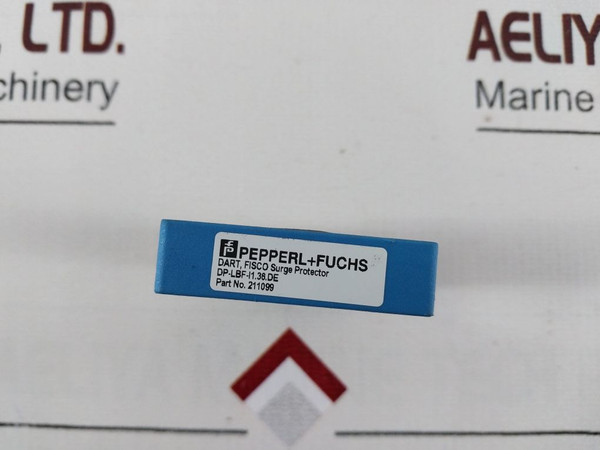 , LTD.
chinery
AELIY
Marine
PEPPERL+FUCHS
DART, FISCO Surge Protector
DP-LBF-I1.36.DE
Part No. 211099